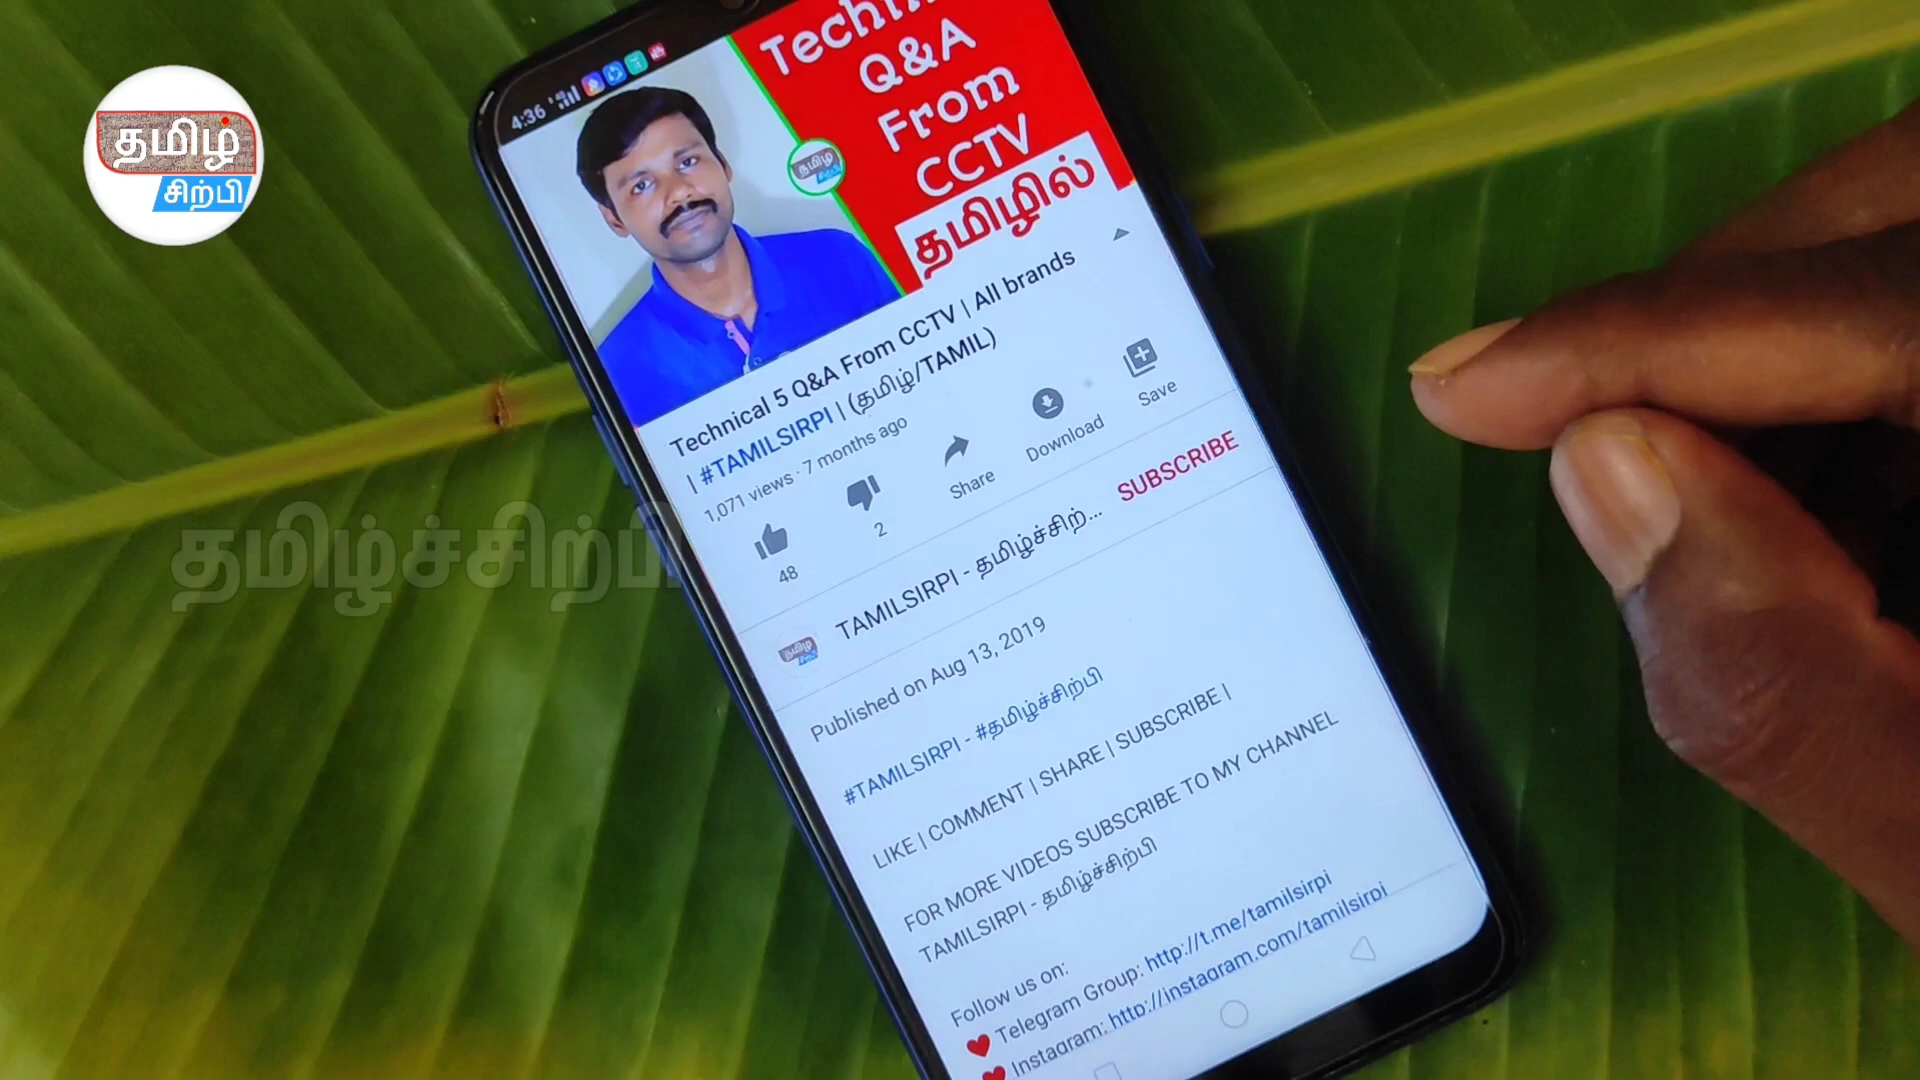 தமிழ்
சிற்பி
தமிழ்ச்சிற்பி
4:36
Q&A
From
CCTV
தமிழில்
தமிழ்
Technical 5 Q&A From CCTV | All brands
| #TAMILSIRPI | (தமிழ்/TAMIL)
1,071 views · 7 months ago
48
2
Share
Download
Save
TAMILSIRPI - தமிழ்ச்சிற்...
SUBSCRIBE
தமிழ்
Published on Aug 13, 2019
#TAMILSIRPI - #தமிழ்ச்சிற்பி
LIKE | COMMENT | SHARE | SUBSCRIBE |
FOR MORE VIDEOS SUBSCRIBE TO MY CHANNEL
TAMILSIRPI - தமிழ்ச்சிற்பி
Follow us on:
Telegram Group: http://t.me/tamilsirpi
Instagram: http://instagram.com/tamilsirpi